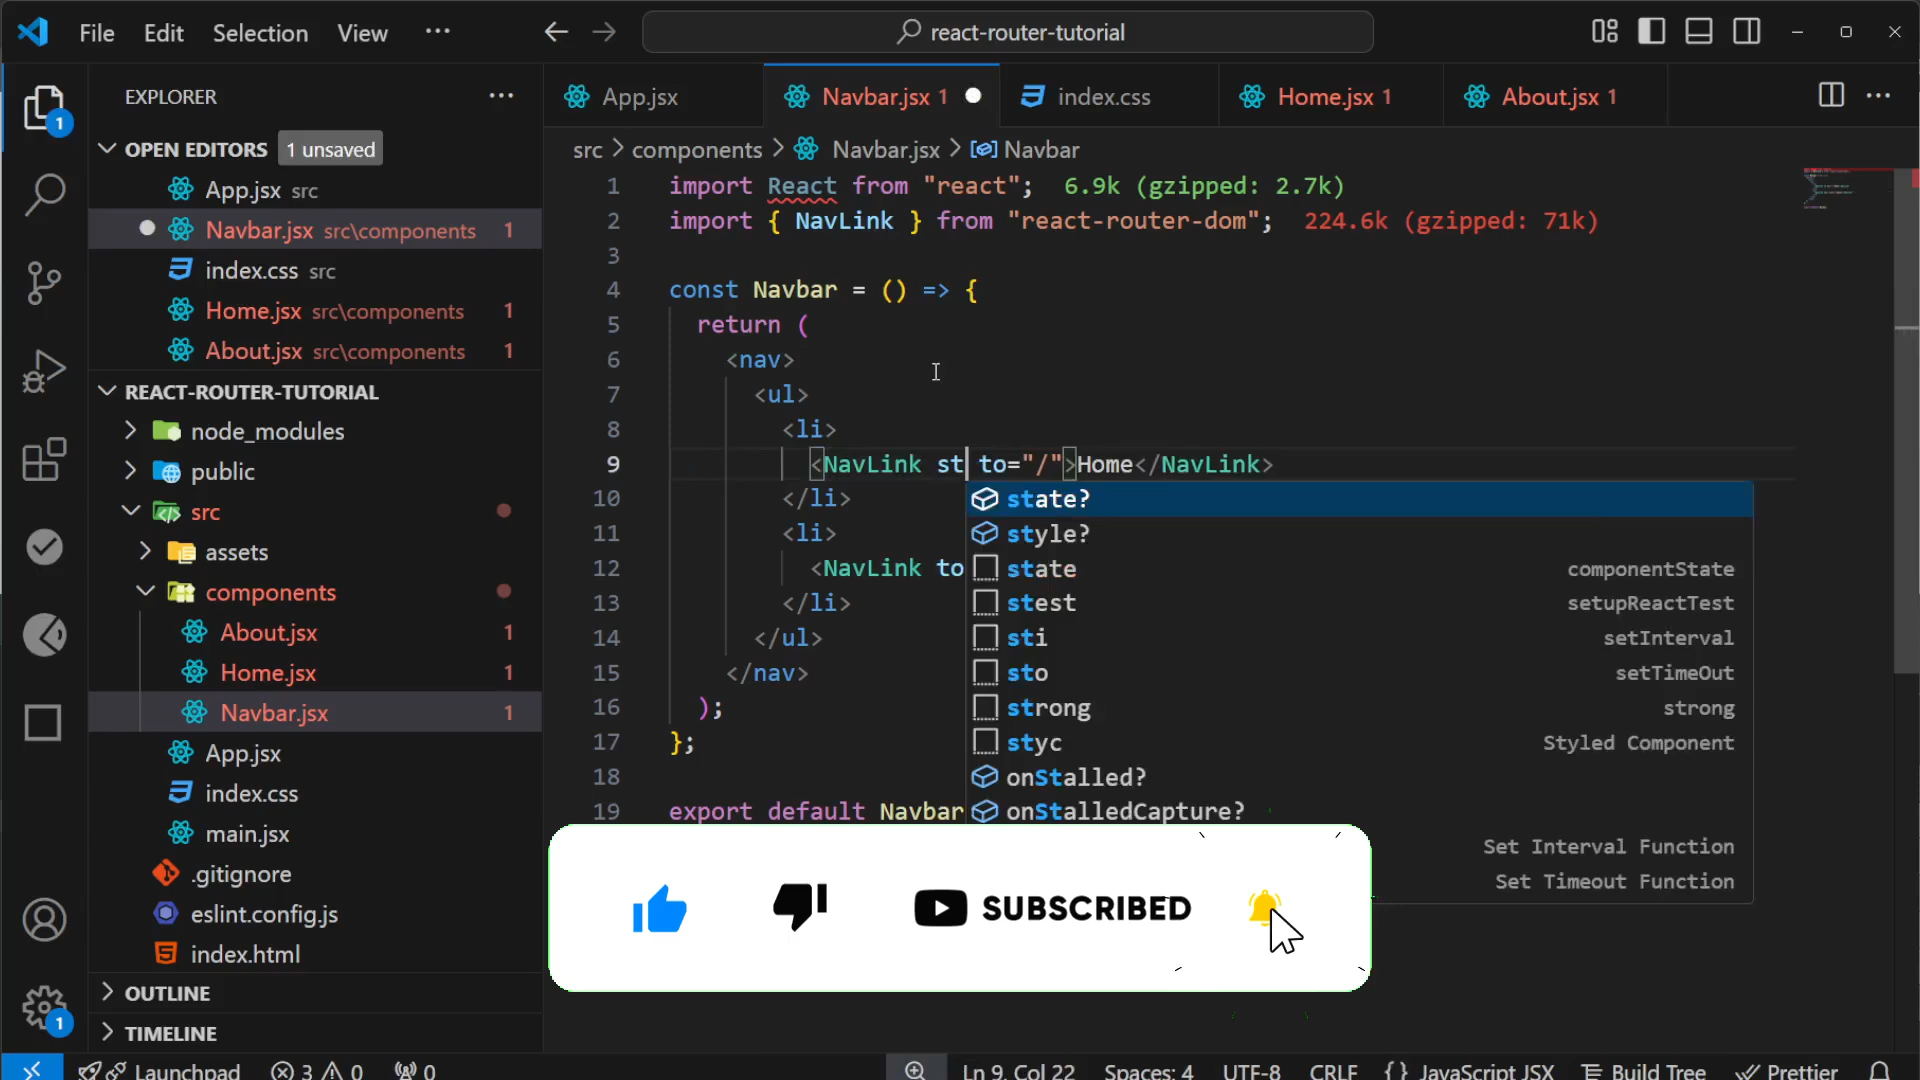 File Edit Selection View ··· react-router-tutorial
EXPLORER ···
OPEN EDITORS 1 unsaved
App.jsx src
Navbar.jsx src\components 1
index.css src
Home.jsx src\components 1
About.jsx src\components 1
REACT-ROUTER-TUTORIAL
node_modules
public
src
assets
components
About.jsx 1
Home.jsx 1
Navbar.jsx 1
App.jsx
index.css
main.jsx
.gitignore
eslint.config.js
index.html
OUTLINE
TIMELINE
1
1
App.jsx Navbar.jsx 1 index.css Home.jsx 1 About.jsx 1 ···
src > components > Navbar.jsx > Navbar
1 import React from "react"; 6.9k (gzipped: 2.7k)
2 import { NavLink } from "react-router-dom"; 224.6k (gzipped: 71k)
3
4 const Navbar = () => {
5 return (
6 <nav>
7 <ul>
8 <li>
9 <NavLink st to="/">Home</NavLink>
10 </li>
11 <li>
12 <NavLink to
13 </li>
14 </ul>
15 </nav>
16 );
17 };
18
19 export default Navbar
state?
style?
state componentState
stest setupReactTest
sti setInterval
sto setTimeOut
strong strong
styc Styled Component
onStalled?
onStalledCapture?
Set Interval Function
Set Timeout Function
SUBSCRIBED
Launchpad 3 0 0 Ln 9, Col 22 Spaces: 4 UTF-8 CRLF {} JavaScript JSX Build Tree Prettier